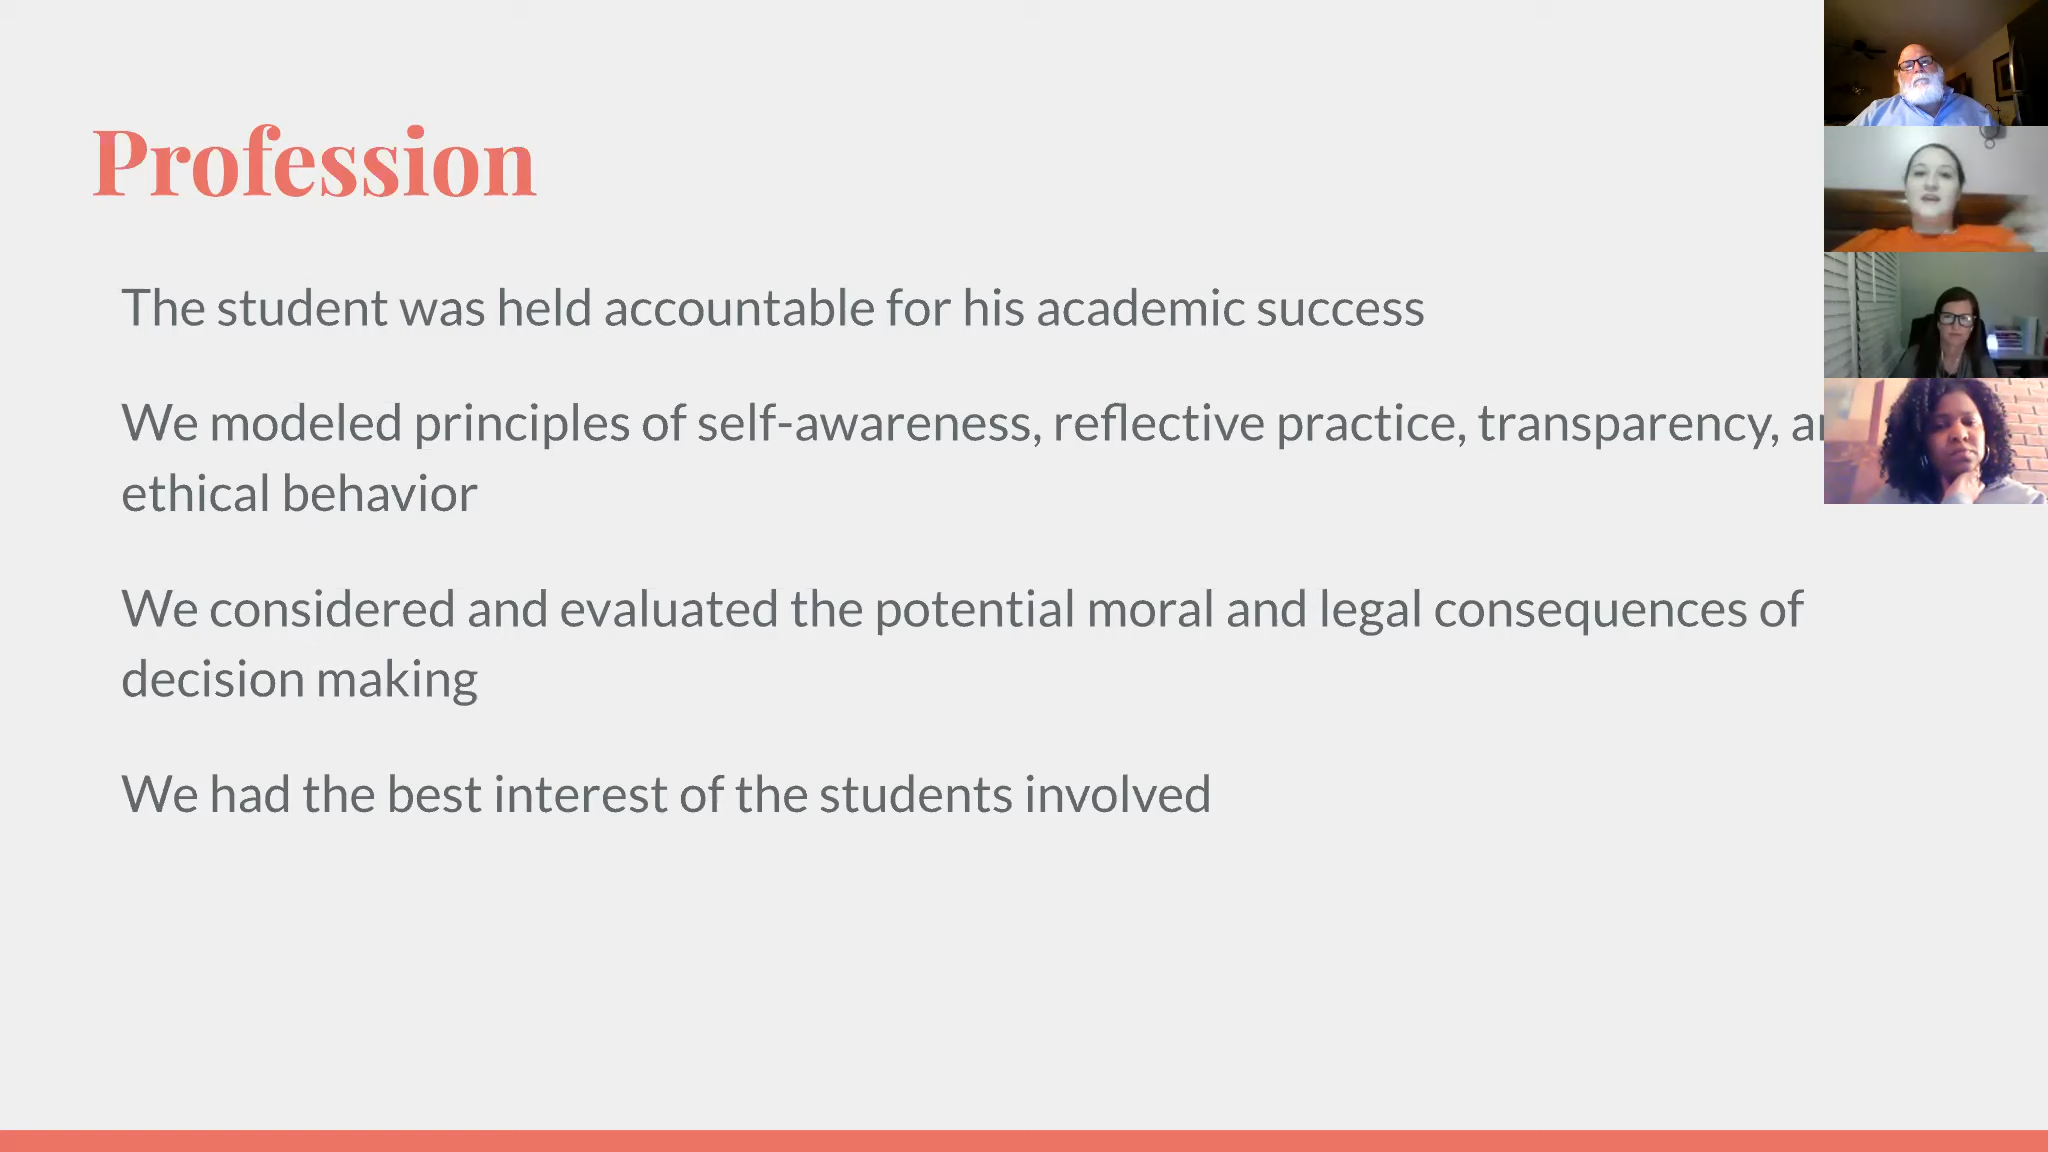 Profession
The student was held accountable for his academic success
We modeled principles of self-awareness, reflective practice, transparency,
ethical behavior
We considered and evaluated the potential moral and legal consequences of
decision making
We had the best interest of the students involved